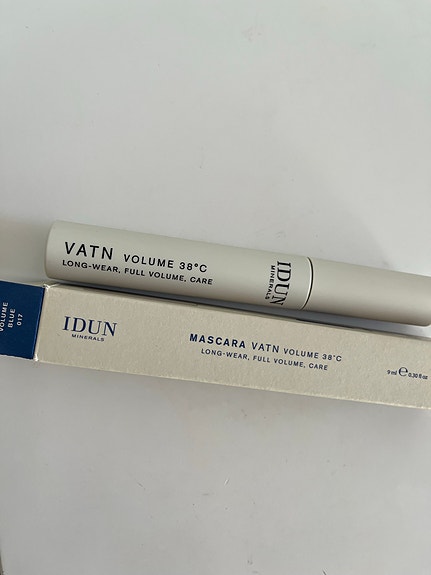 VATN VOLUME 38°C
LONG-WEAR, FULL VOLUME, CARE
IDUN
MINERALS
VOLUME
BLUE
017
IDUN
MINERALS
MASCARA VATN VOLUME 38°C
LONG-WEAR, FULL VOLUME, CARE
9 ml e 0.30 fl oz